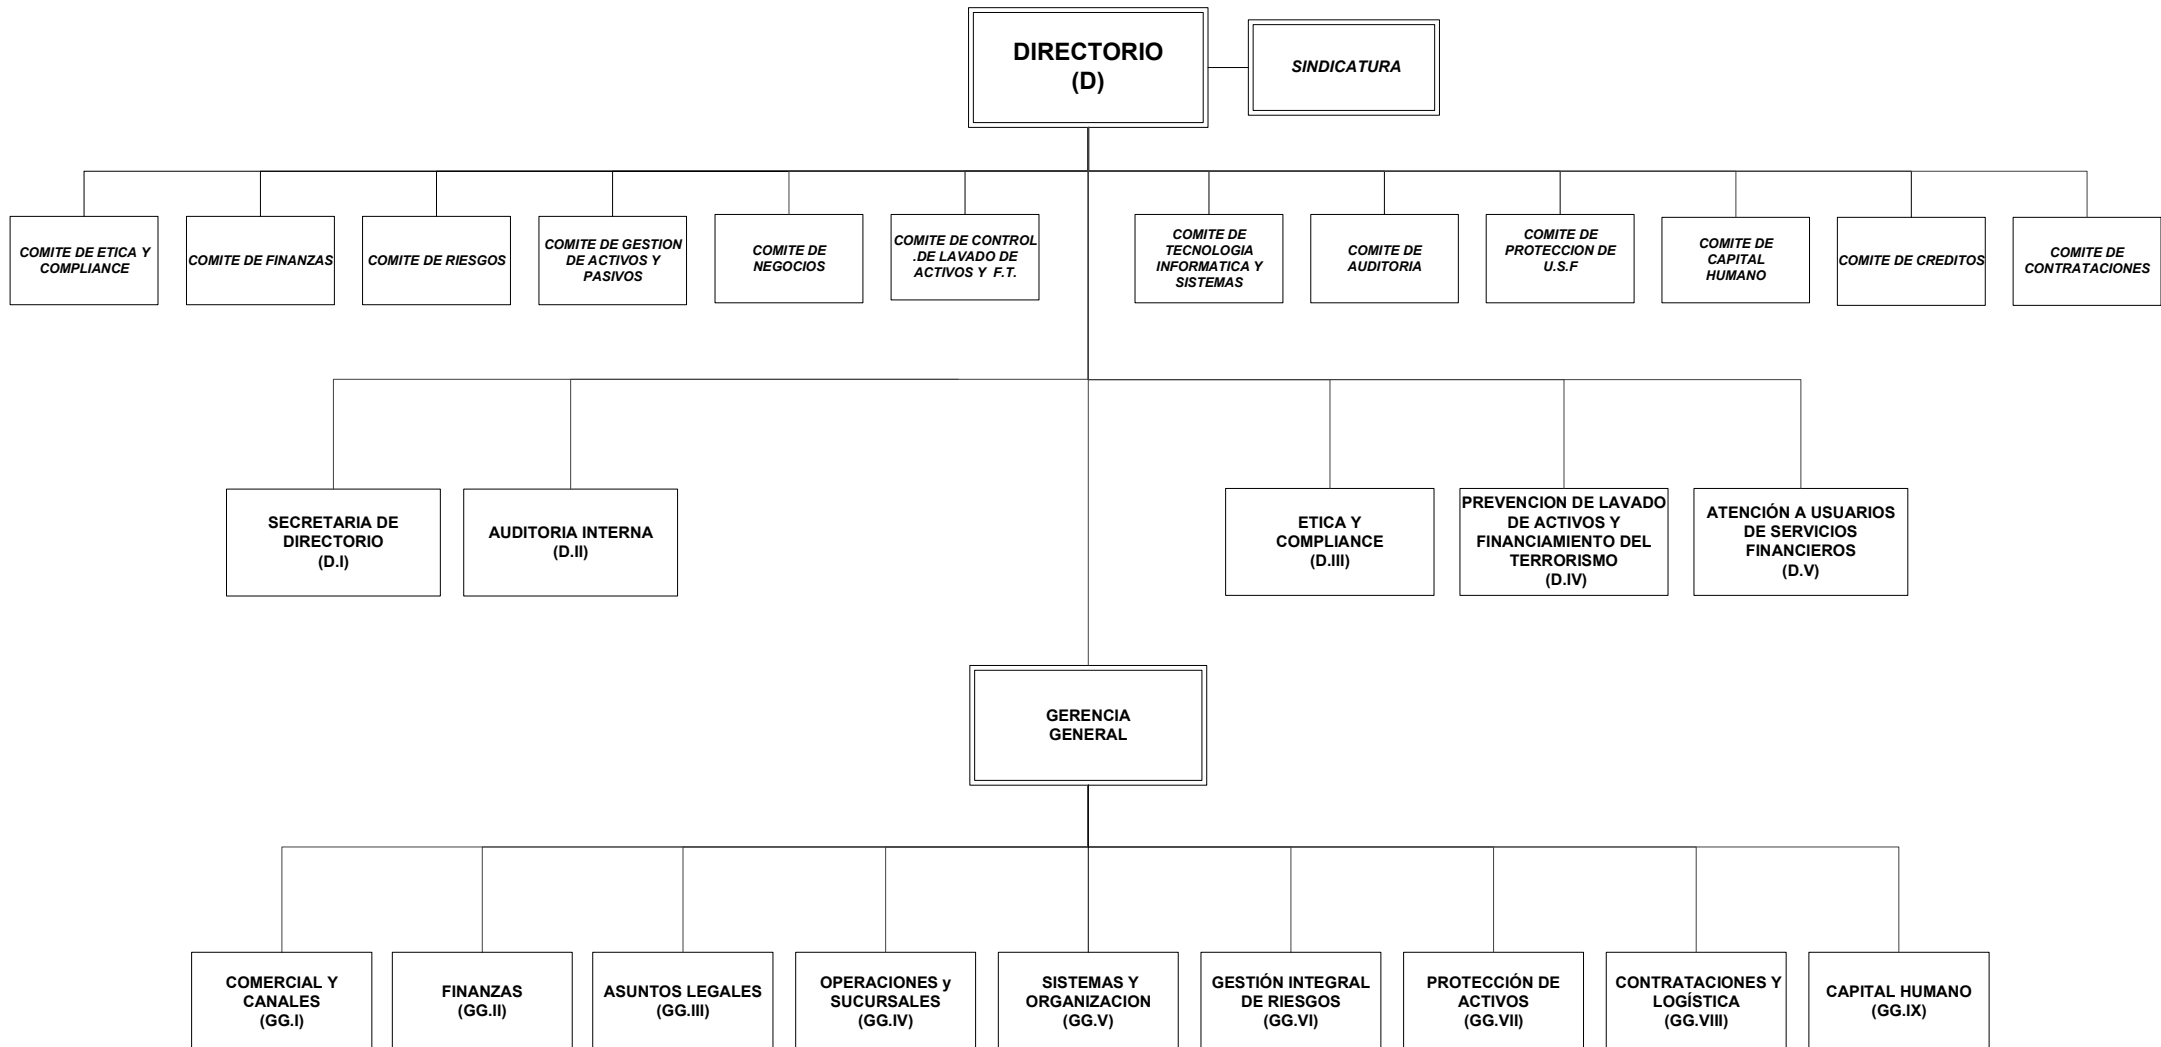 DIRECTORIO
(D)
SINDICATURA
COMITE DE ETICA Y
COMPLIANCE
COMITE DE FINANZAS
COMITE DE RIESGOS
COMITE DE GESTION
DE ACTIVOS Y
PASIVOS
COMITE DE
NEGOCIOS
COMITE DE CONTROL
.DE LAVADO DE
ACTIVOS Y F.T.
COMITE DE
TECNOLOGIA
INFORMATICA Y
SISTEMAS
COMITE DE
AUDITORIA
COMITE DE
PROTECCION DE
U.S.F
COMITE DE
CAPITAL
HUMANO
COMITE DE CREDITOS
COMITE DE
CONTRATACIONES
SECRETARIA DE
DIRECTORIO
(D.I)
AUDITORIA INTERNA
(D.II)
ETICA Y
COMPLIANCE
(D.III)
PREVENCION DE LAVADO
DE ACTIVOS Y
FINANCIAMIENTO DEL
TERRORISMO
(D.IV)
ATENCIÓN A USUARIOS
DE SERVICIOS
FINANCIEROS
(D.V)
GERENCIA
GENERAL
COMERCIAL Y
CANALES
(GG.I)
FINANZAS
(GG.II)
ASUNTOS LEGALES
(GG.III)
OPERACIONES y
SUCURSALES
(GG.IV)
SISTEMAS Y
ORGANIZACION
(GG.V)
GESTIÓN INTEGRAL
DE RIESGOS
(GG.VI)
PROTECCIÓN DE
ACTIVOS
(GG.VII)
CONTRATACIONES Y
LOGÍSTICA
(GG.VIII)
CAPITAL HUMANO
(GG.IX)